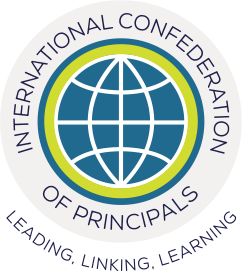 INTERNATIONAL CONFEDERATION
OF PRINCIPALS
LEADING, LINKING, LEARNING